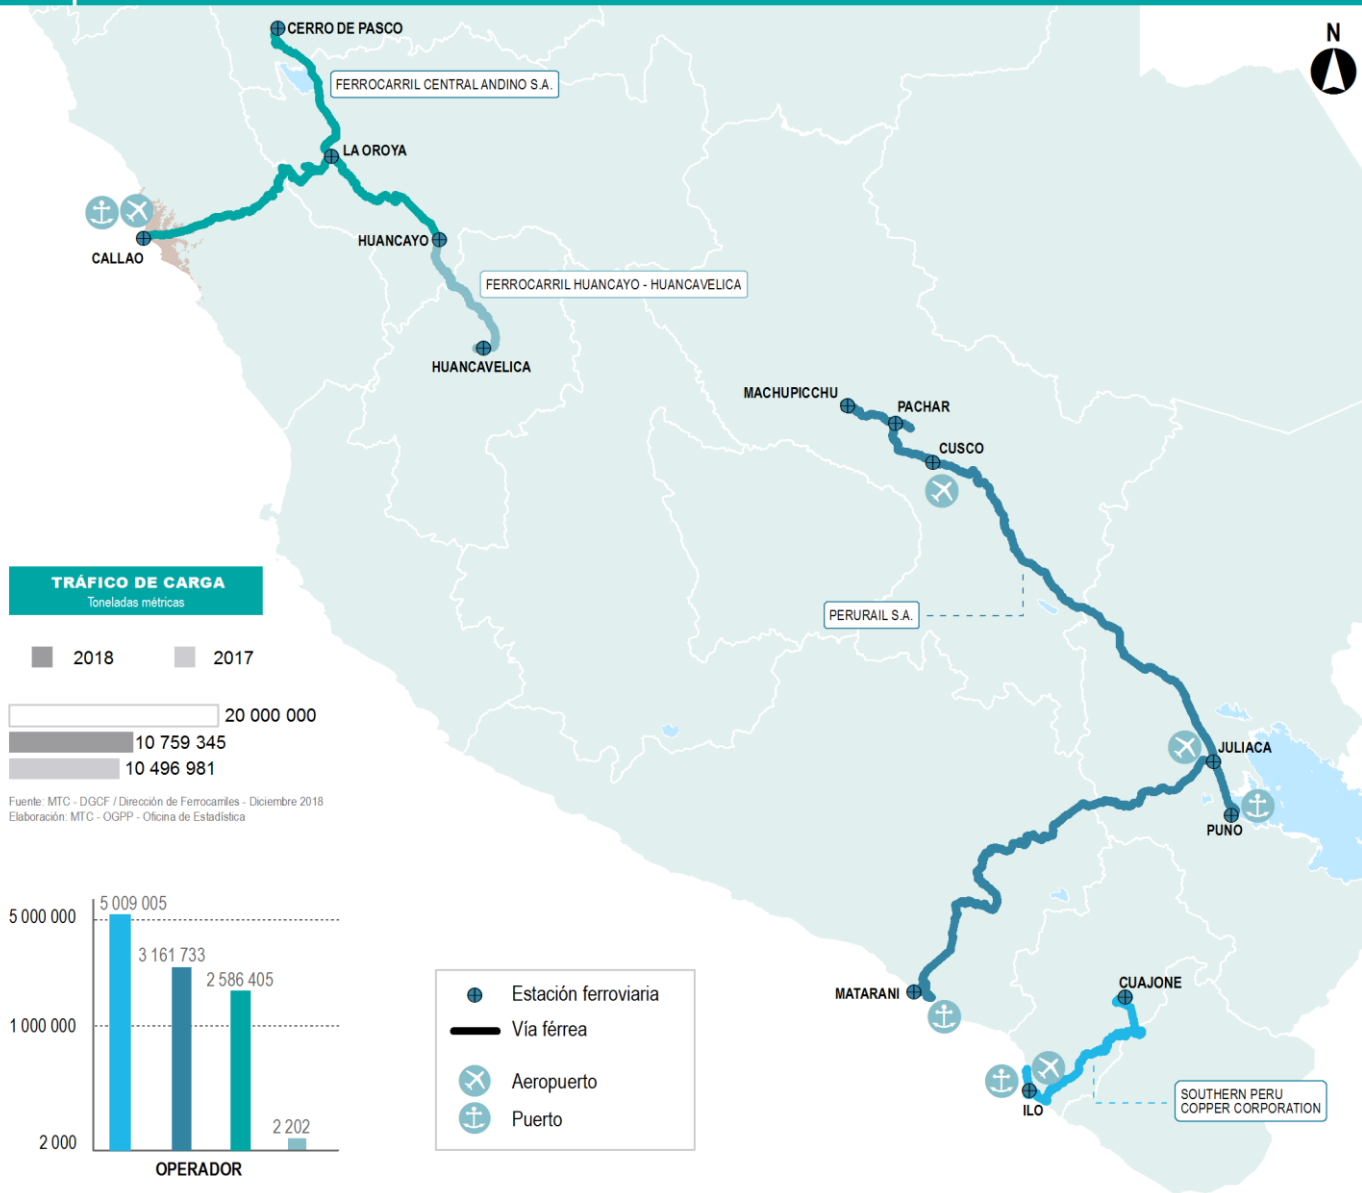 N
CERRO DE PASCO
FERROCARRIL CENTRAL ANDINO S.A.
LA OROYA
CALLAO
HUANCAYO
FERROCARRIL HUANCAYO - HUANCAVELICA
HUANCAVELICA
MACHUPICCHU
PACHAR
CUSCO
PERURAIL S.A.
JULIACA
PUNO
MATARANI
CUAJONE
ILO
SOUTHERN PERU
COPPER CORPORATION
TRÁFICO DE CARGA
Toneladas métricas
2018
2017
20 000 000
10 759 345
10 496 981
Fuente: MTC - DGCF / Dirección de Ferrocarriles - Diciembre 2018
Elaboración: MTC - OGPP - Oficina de Estadística
5 000 000
1 000 000
2 000
5 009 005
3 161 733
2 586 405
2 202
OPERADOR
Estación ferroviaria
Vía férrea
Aeropuerto
Puerto